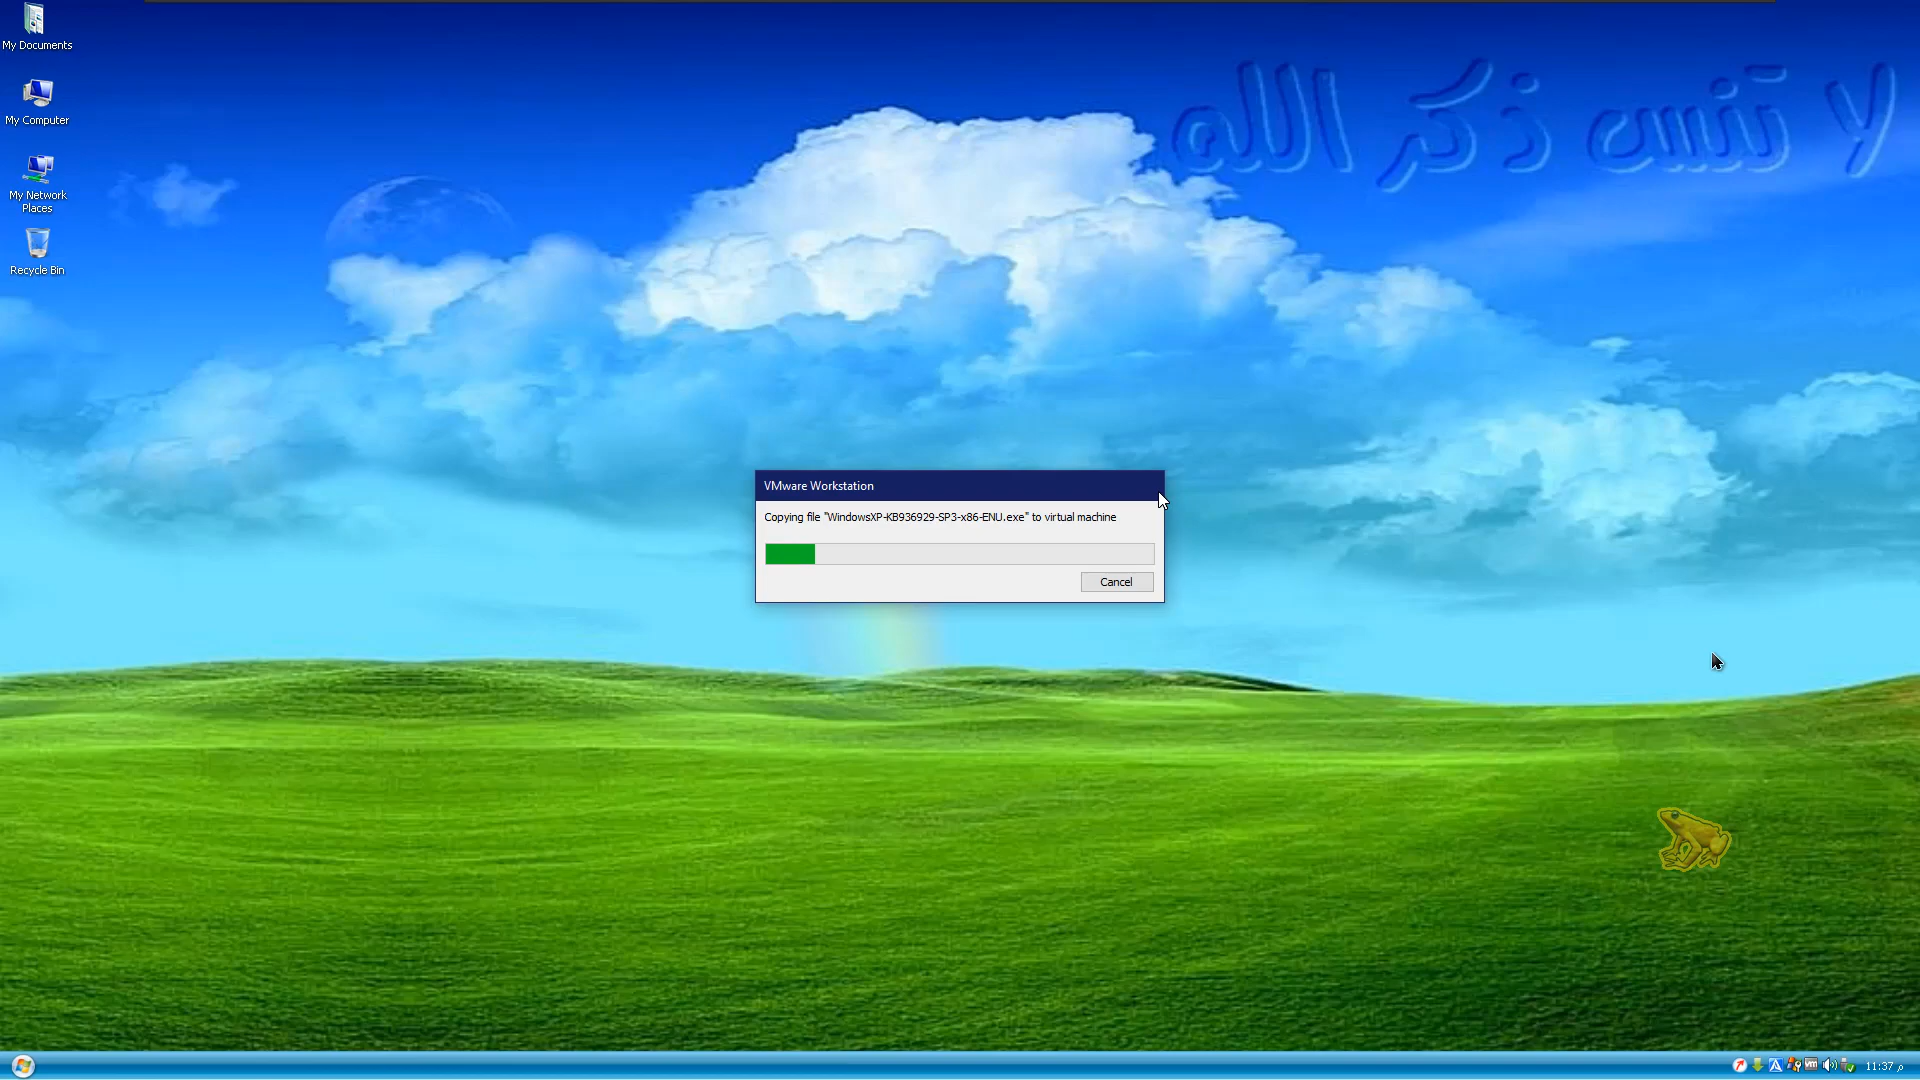 My Documents
My Computer
My Network
Places
Recycle Bin
لا تنس ذكر الله
VMware Workstation
Copying file "WindowsXP-KB936929-SP3-x86-ENU.exe" to virtual machine
Cancel
vm
11:37 م